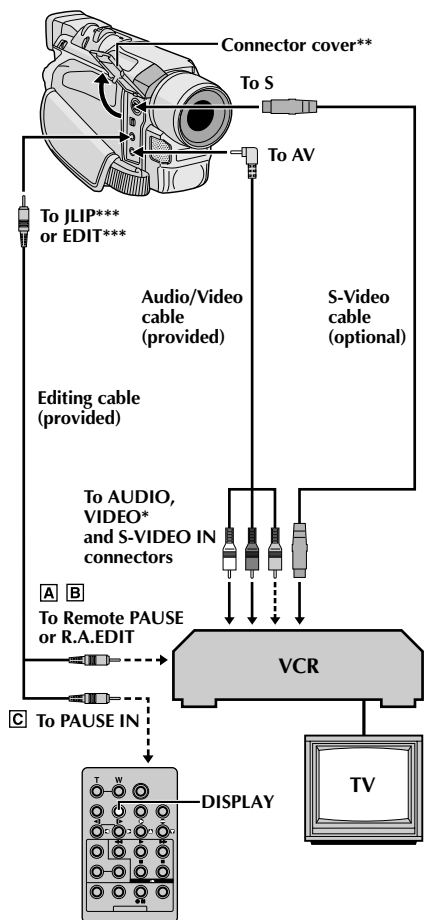 Connector cover**
To S
To AV
To JLIP***
or EDIT***
Audio/Video
cable
(provided)
S-Video
cable
(optional)
Editing cable
(provided)
To AUDIO,
VIDEO*
and S-VIDEO IN
connectors
A B
To Remote PAUSE
or R.A.EDIT
VCR
C To PAUSE IN
TV
T W
DISPLAY